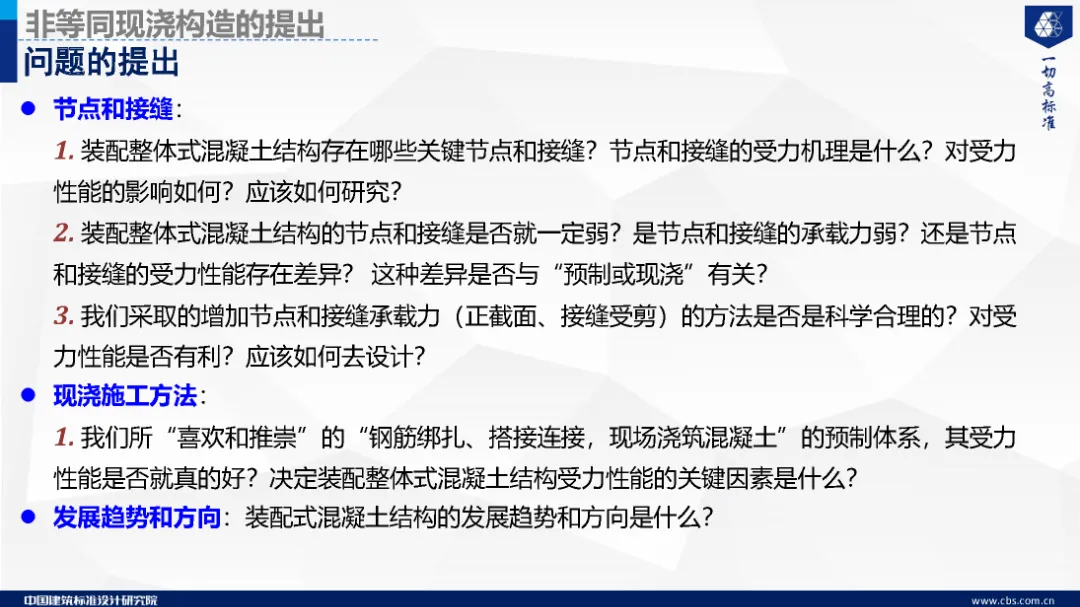 非等同现浇构造的提出
问题的提出
一切高标准
● 节点和接缝：
1. 装配整体式混凝土结构存在哪些关键节点和接缝？节点和接缝的受力机理是什么？对受力
性能的影响如何？应该如何研究？
2. 装配整体式混凝土结构的节点和接缝是否就一定弱？是节点和接缝的承载力弱？还是节点
和接缝的受力性能存在差异？ 这种差异是否与“预制或现浇”有关？
3. 我们采取的增加节点和接缝承载力（正截面、接缝受剪）的方法是否是科学合理的？对受
力性能是否有利？应该如何去设计？
● 现浇施工方法：
1. 我们所“喜欢和推崇”的“钢筋绑扎、搭接连接，现场浇筑混凝土”的预制体系，其受力
性能是否就真的好？决定装配整体式混凝土结构受力性能的关键因素是什么？
● 发展趋势和方向：装配式混凝土结构的发展趋势和方向是什么？
中国建筑标准设计研究院
www.cbs.com.cn